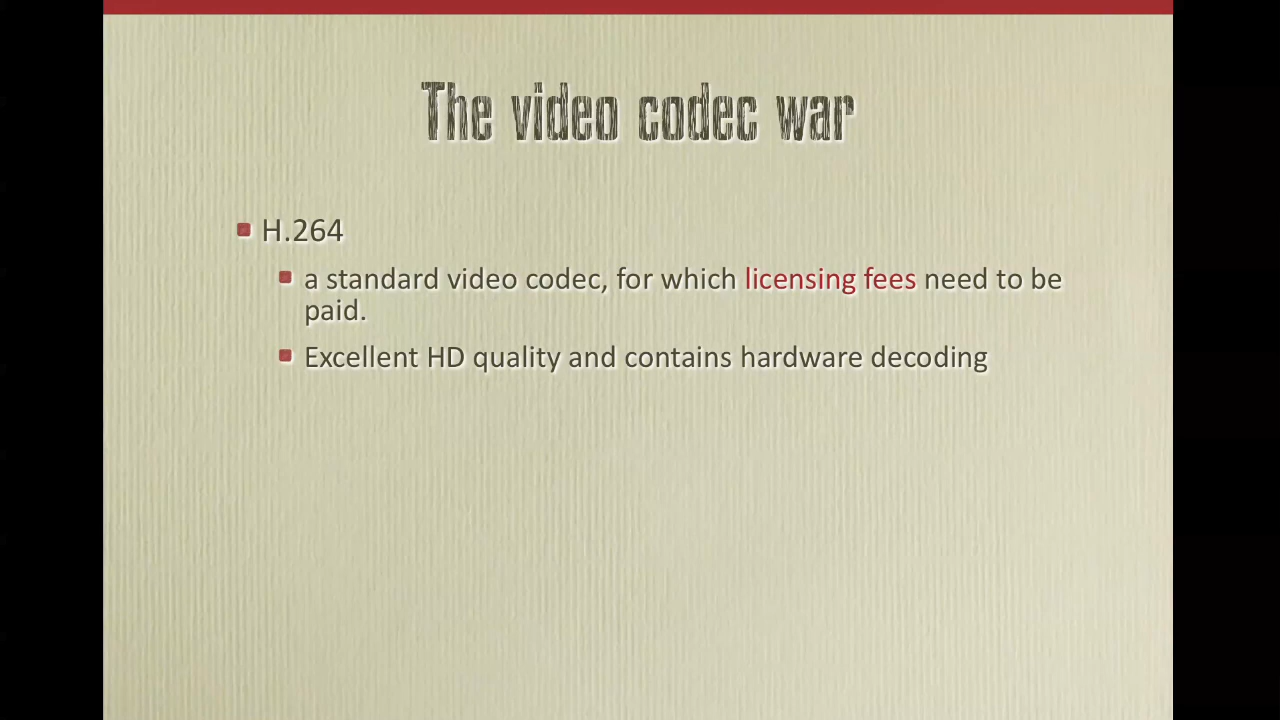 The video codec war
H.264
a standard video codec, for which licensing fees need to be
paid.
Excellent HD quality and contains hardware decoding